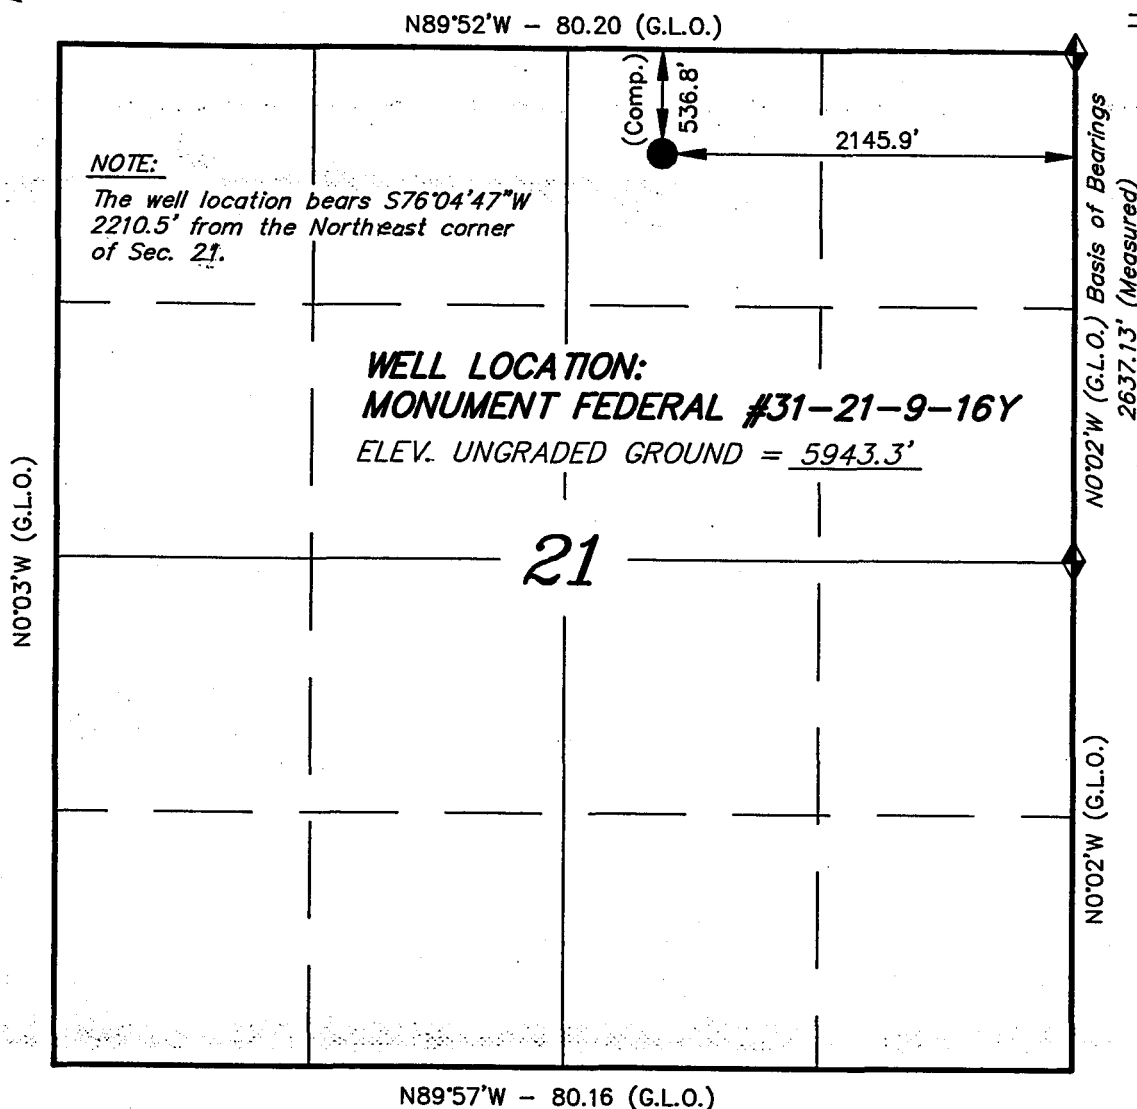 N89°52'W – 80.20 (G.L.O.)
(Comp.)
536.8'
2145.9'
NOTE:
The well location bears S76°04'47"W
2210.5' from the Northeast corner
of Sec. 21.
N0°02'W (G.L.O.) Basis of Bearings
2637.13' (Measured)
WELL LOCATION:
MONUMENT FEDERAL #31-21-9-16Y
ELEV. UNGRADED GROUND = 5943.3'
N0°03'W (G.L.O.)
21
N0°02'W (G.L.O.)
N89°57'W – 80.16 (G.L.O.)